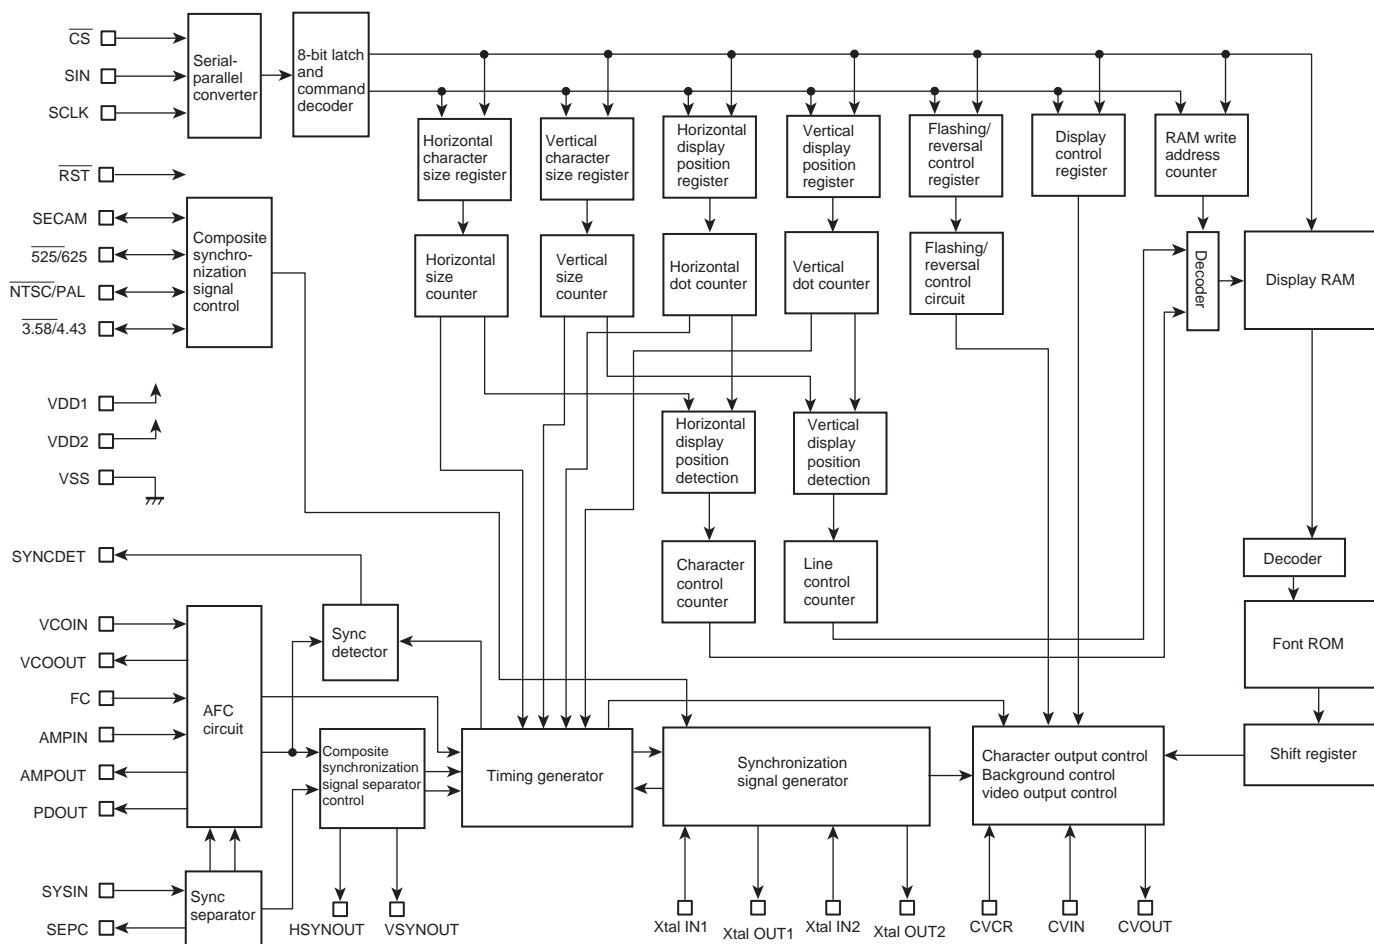 CS
SIN
SCLK
Serial-
parallel
converter
8-bit latch
and
command
decoder
RST
SECAM
525/625
NTSC/PAL
3.58/4.43
Composite
synchro-
nization
signal
control
Horizontal
character
size register
Vertical
character
size register
Horizontal
display
position
register
Vertical
display
position
register
Flashing/
reversal
control
register
Display
control
register
RAM write
address
counter
Horizontal
size
counter
Vertical
size
counter
Horizontal
dot counter
Vertical
dot counter
Flashing/
reversal
control
circuit
Decoder
Display RAM
VDD1
VDD2
VSS
Horizontal
display
position
detection
Vertical
display
position
detection
SYNCDET
Character
control
counter
Line
control
counter
Decoder
Font ROM
Shift register
VCOIN
VCOOUT
FC
AMPIN
AMPOUT
PDOUT
AFC
circuit
Sync
detector
Composite
synchronization
signal separator
control
Timing generator
Synchronization
signal generator
Character output control
Background control
video output control
SYSIN
SEPC
Sync
separator
HSYNOUT
VSYNOUT
Xtal IN1
Xtal OUT1
Xtal IN2
Xtal OUT2
CVCR
CVIN
CVOUT